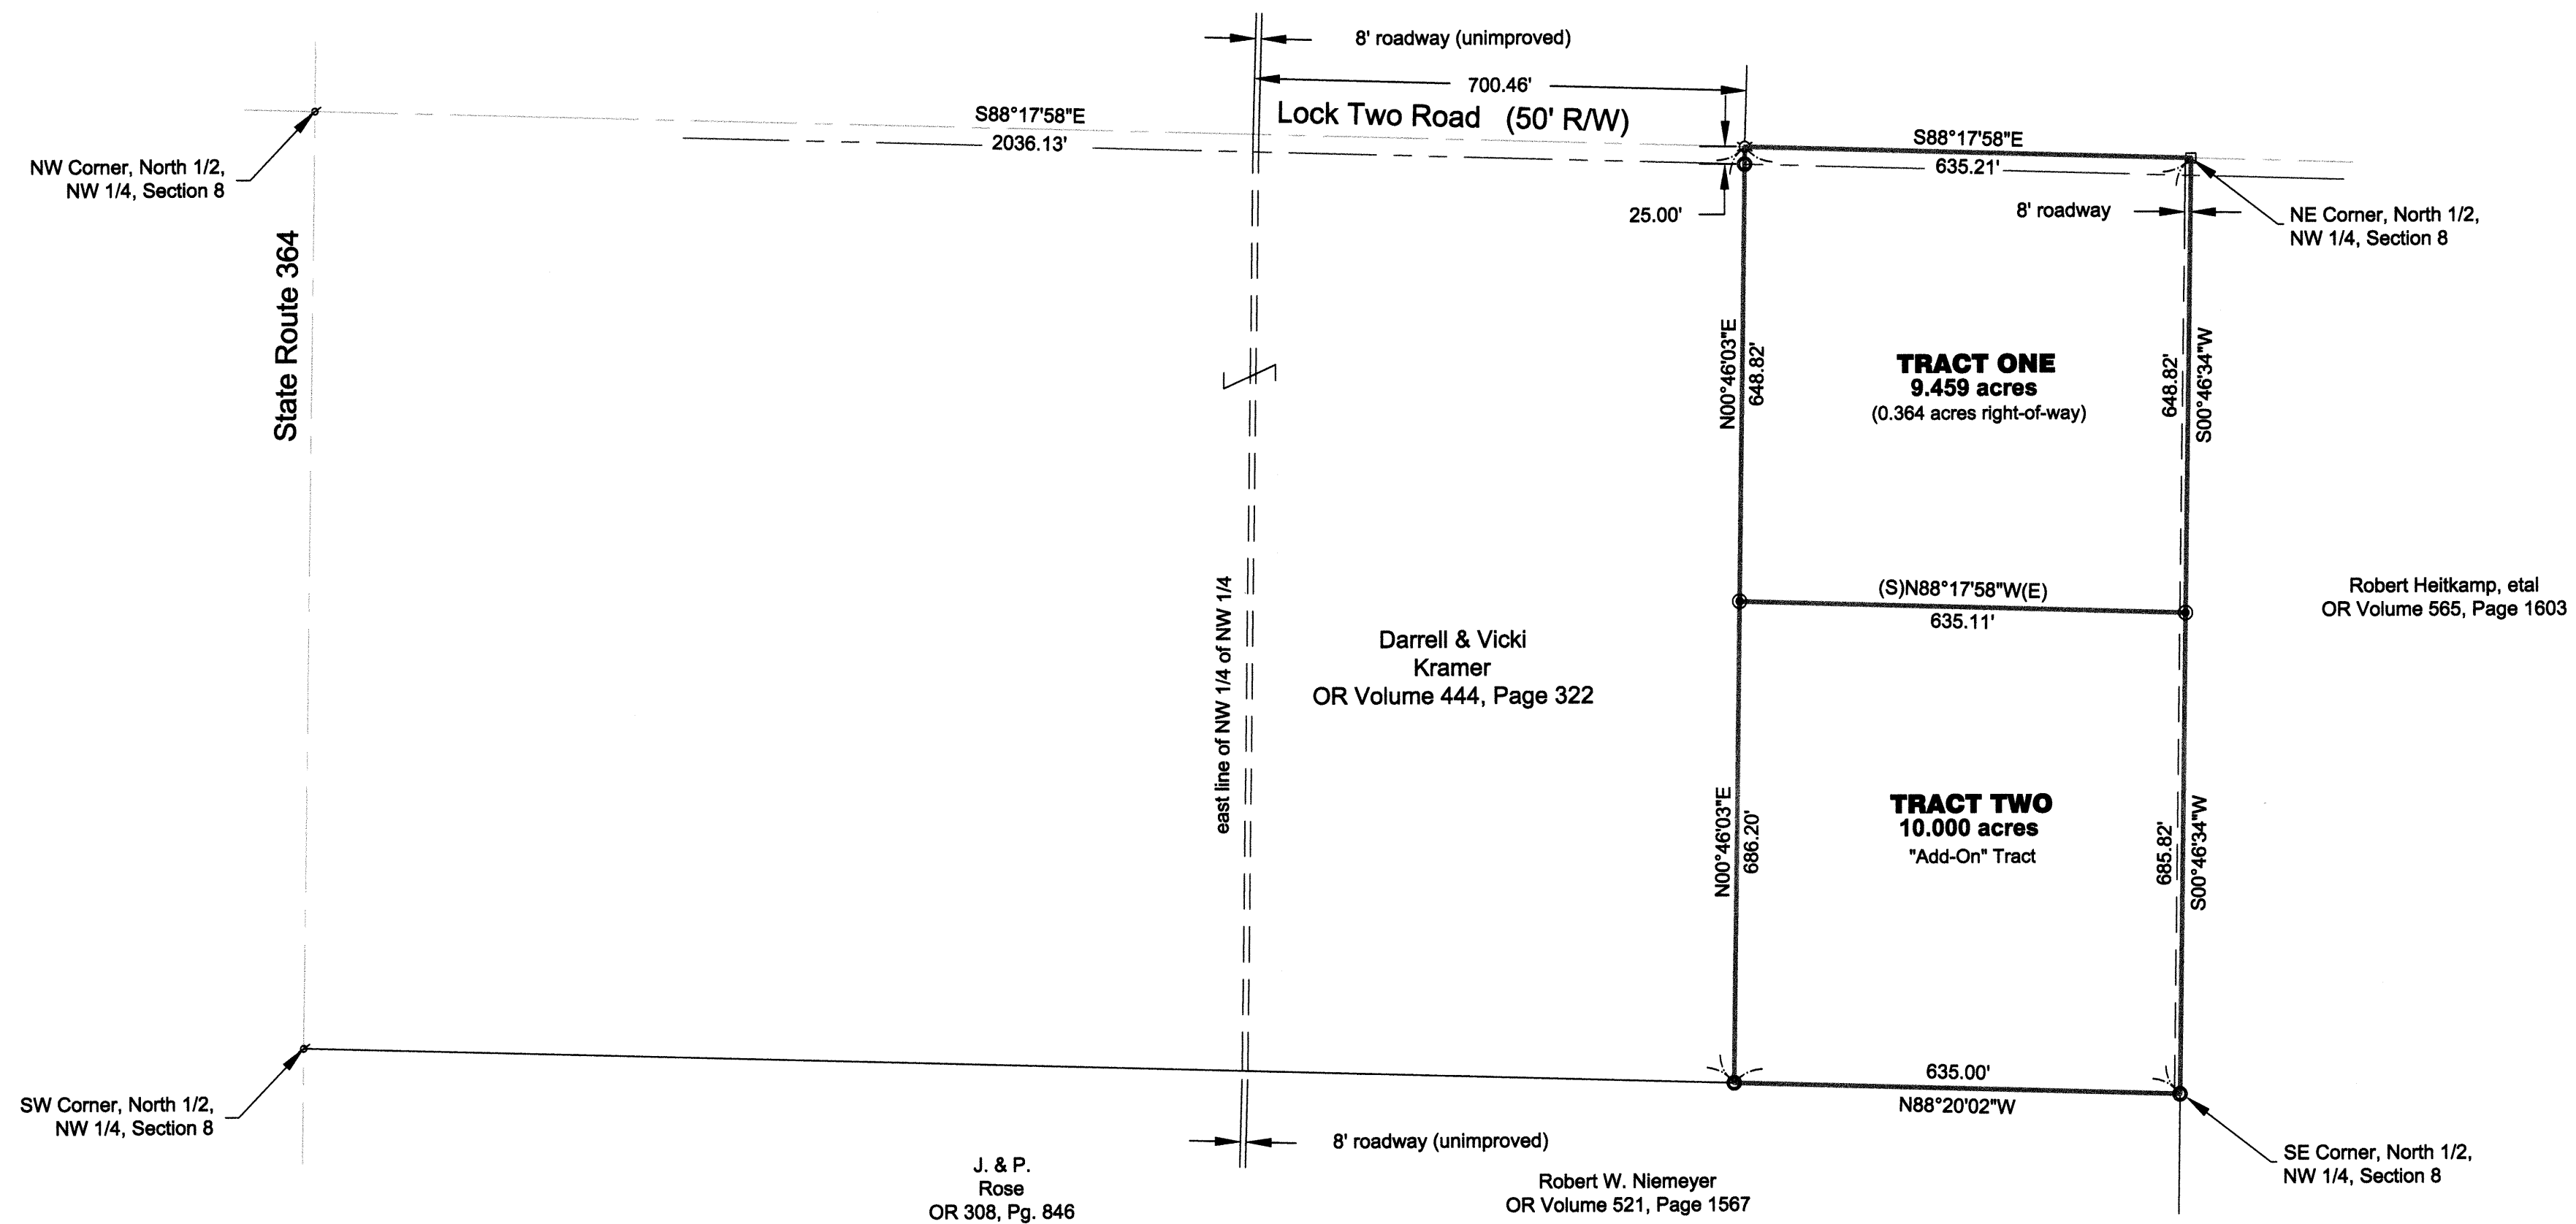 8' roadway (unimproved)
700.46'
Lock Two Road (50' R/W)
S88°17'58"E
2036.13'
S88°17'58"E
635.21'
NW Corner, North 1/2,
NW 1/4, Section 8
25.00'
8' roadway
NE Corner, North 1/2,
NW 1/4, Section 8
State Route 364
N00°46'03"E
648.82'
TRACT ONE
9.459 acres
(0.364 acres right-of-way)
648.82'
S00°46'34"W
(S)N88°17'58"W(E)
635.11'
Robert Heitkamp, etal
OR Volume 565, Page 1603
east line of NW 1/4 of NW 1/4
Darrell & Vicki
Kramer
OR Volume 444, Page 322
N00°46'03"E
686.20'
TRACT TWO
10.000 acres
"Add-On" Tract
685.82'
S00°46'34"W
635.00'
N88°20'02"W
SW Corner, North 1/2,
NW 1/4, Section 8
8' roadway (unimproved)
SE Corner, North 1/2,
NW 1/4, Section 8
J. & P.
Rose
OR 308, Pg. 846
Robert W. Niemeyer
OR Volume 521, Page 1567